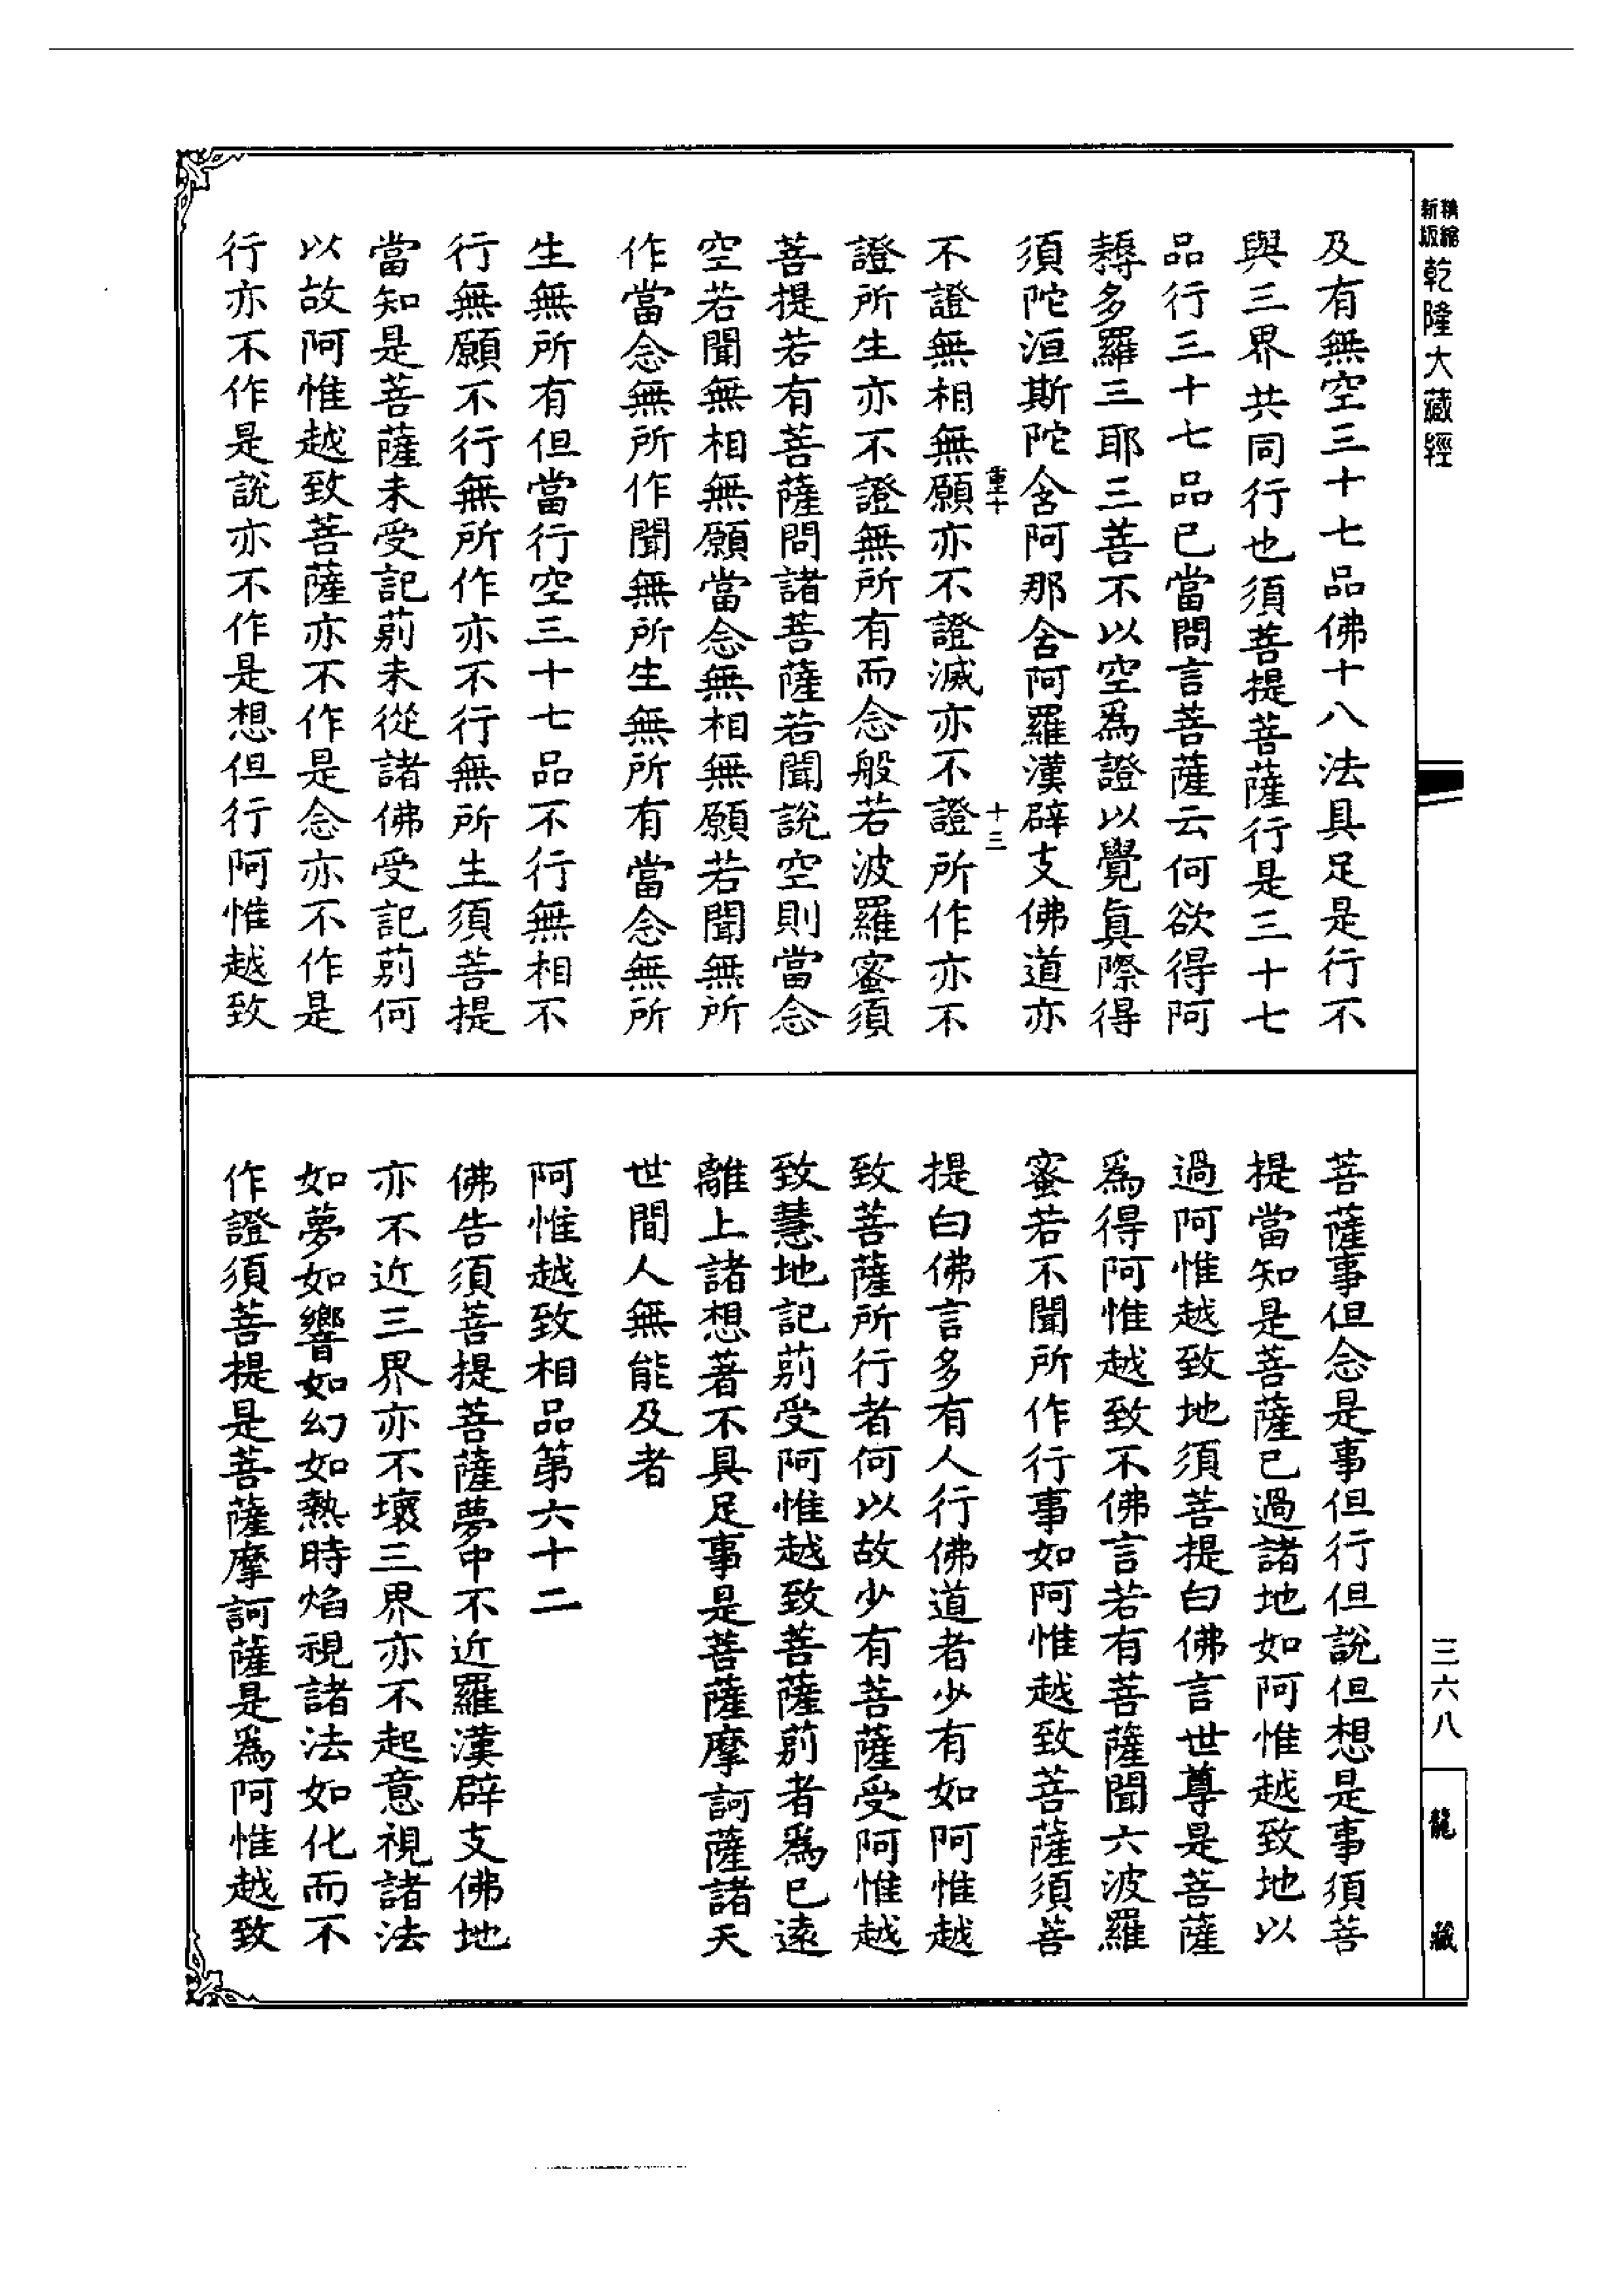 精縮新版乾隆大藏經
及有無空三十七品佛十八法具足是行不
與三界共同行也須菩提菩薩行是三十七
品行三十七品已當問言菩薩云何欲得阿
耨多羅三耶三菩不以空爲證以覺眞際得
須陀洹斯陀含阿那含阿羅漢辟支佛道亦
重十
十三
不證無相無願亦不證滅亦不證所作亦不
證所生亦不證無所有而念般若波羅蜜須
菩提若有菩薩問諸菩薩若聞說空則當念
空若聞無相無願當念無相無願若聞無所
作當念無所作聞無所生無所有當念無所
生無所有但當行空三十七品不行無相不
行無願不行無所作亦不行無所生須菩提
當知是菩薩未受記莂未從諸佛受記莂何
以故阿惟越致菩薩亦不作是念亦不作是
行亦不作是說亦不作是想但行阿惟越致
菩薩事但念是事但行但說但想是事須菩
提當知是菩薩已過諸地如阿惟越致地以
過阿惟越致地須菩提白佛言世尊是菩薩
爲得阿惟越致不佛言若有菩薩聞六波羅
蜜若不聞所作行事如阿惟越致菩薩須菩
提白佛言多有人行佛道者少有如阿惟越
致菩薩所行者何以故少有菩薩受阿惟越
致慧地記莂受阿惟越致菩薩莂者爲已遠
離上諸想著不具足事是菩薩摩訶薩諸天
世間人無能及者
阿惟越致相品第六十二
佛告須菩提菩薩夢中不近羅漢辟支佛地
亦不近三界亦不壞三界亦不起意視諸法
如夢如響如幻如熱時焰視諸法如化而不
作證須菩提是菩薩摩訶薩是爲阿惟越致
三六八
龍藏